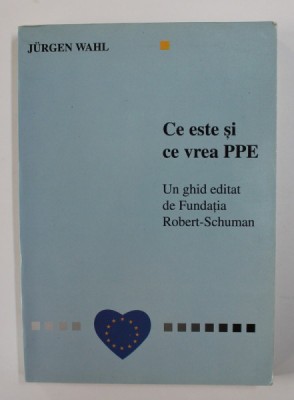 JÜRGEN WAHL
Ce este și
ce vrea PPE
Un ghid editat
de Fundația
Robert-Schuman